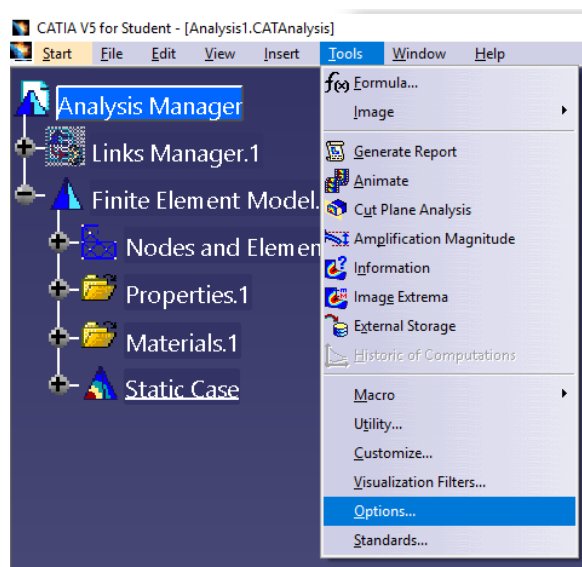 CATIA V5 for Student - [Analysis1.CATAnalysis]
Start File Edit View Insert Tools Window Help
Analysis Manager
Links Manager.1
Finite Element Model.
Nodes and Elemen
Properties.1
Materials.1
Static Case
f(x) Formula...
Image
Generate Report
Animate
Cut Plane Analysis
Amplification Magnitude
Information
Image Extrema
External Storage
Historic of Computations
Macro
Utility...
Customize...
Visualization Filters...
Options...
Standards...